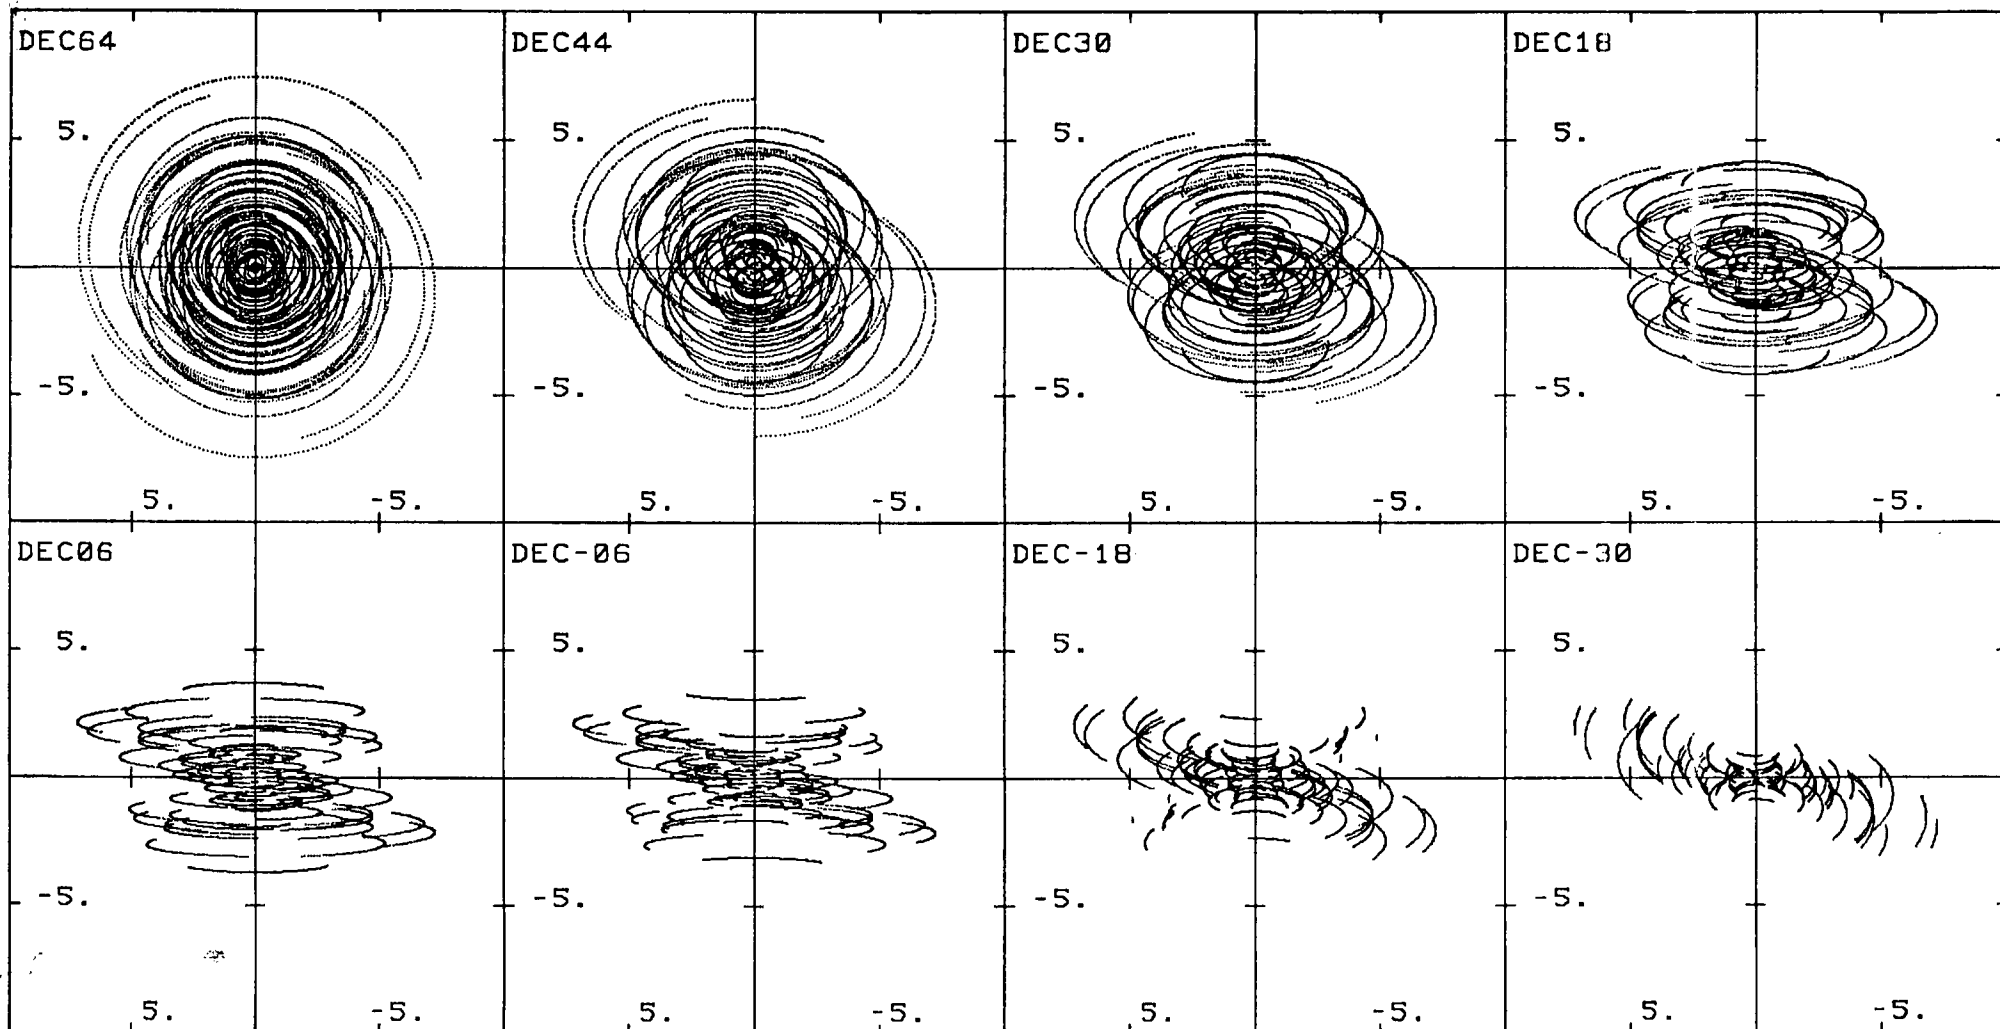 DEC64 DEC44 DEC30 DEC18
5. 5. 5. 5.
-5. -5. -5. -5.
5. -5. 5. -5. 5. -5. 5. -5.
DEC06 DEC-06 DEC-18 DEC-30
5. 5. 5. 5.
-5. -5. -5. -5.
5. -5. 5. -5. 5. -5. 5. -5.